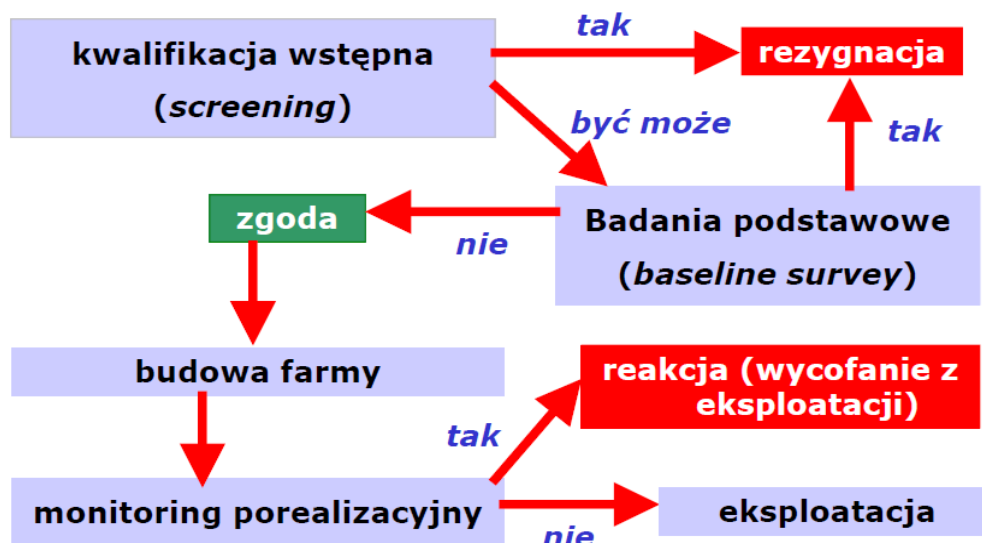 kwalifikacja wstępna
(screening)
tak
rezygnacja
być może
tak
zgoda
nie
Badania podstawowe
(baseline survey)
budowa farmy
reakcja (wycofanie z
eksploatacji)
tak
monitoring porealizacyjny
nie
eksploatacja